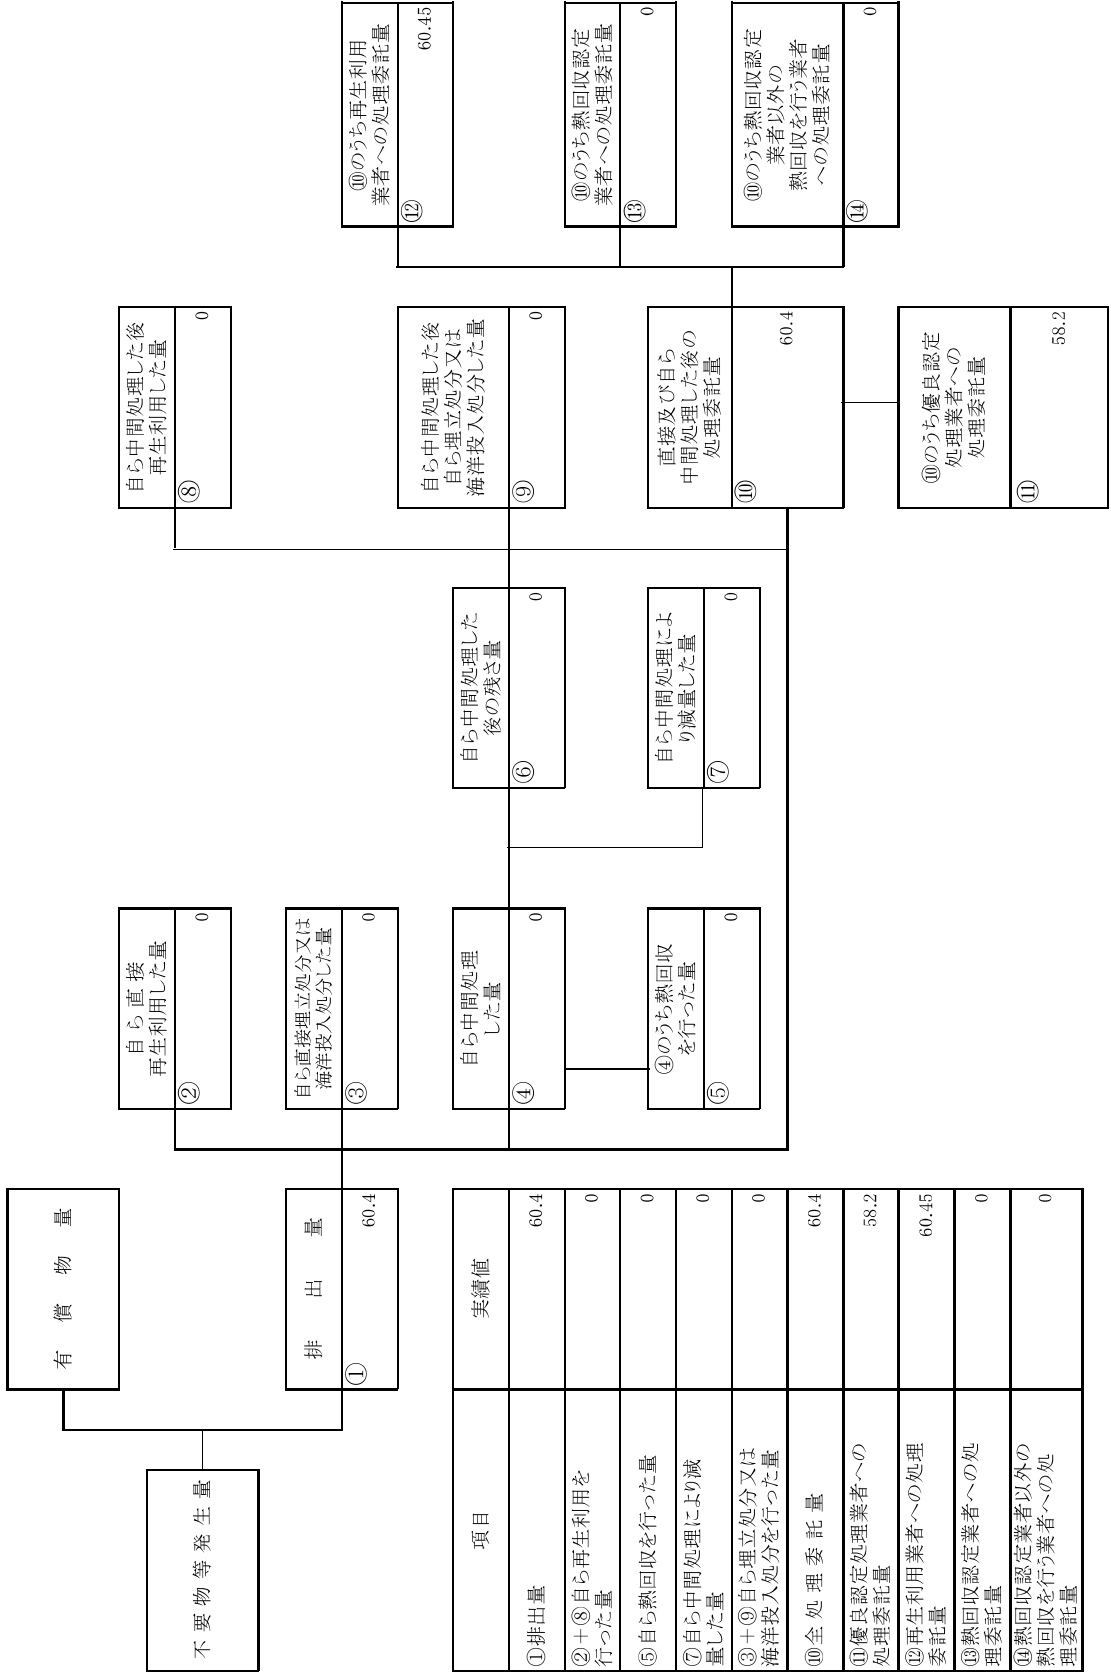 不要物等発生量
有償物量
排出量
①
60.4
自ら直接
再生利用した量
②
0
自ら直接埋立処分又は
海洋投入処分した量
③
0
自ら中間処理
した量
④
0
④のうち熱回収
を行った量
⑤
0
自ら中間処理した
後の残さ量
⑥
0
自ら中間処理によ
り減量した量
⑦
0
自ら中間処理した後
再生利用した量
⑧
0
自ら中間処理した後
自ら埋立処分又は
海洋投入処分した量
⑨
0
直接及び自ら
中間処理した後の
処理委託量
⑩
60.4
⑩のうち優良認定
処理業者への
処理委託量
⑪
58.2
⑩のうち再生利用
業者への処理委託量
⑫
60.45
⑩のうち熱回収認定
業者への処理委託量
⑬
0
⑩のうち熱回収認定
業者以外の
熱回収を行う業者
への処理委託量
⑭
0
項目 実績値
①排出量 60.4
②+⑧自ら再生利用を
行った量 0
⑤自ら熱回収を行った量 0
⑦自ら中間処理により減
量した量 0
③+⑨自ら埋立処分又は
海洋投入処分を行った量 0
⑩全処理委託量 60.4
⑪優良認定処理業者への
処理委託量 58.2
⑫再生利用業者への処理
委託量 60.45
⑬熱回収認定業者への処
理委託量 0
⑭熱回収認定業者以外の
熱回収を行う業者への処
理委託量 0